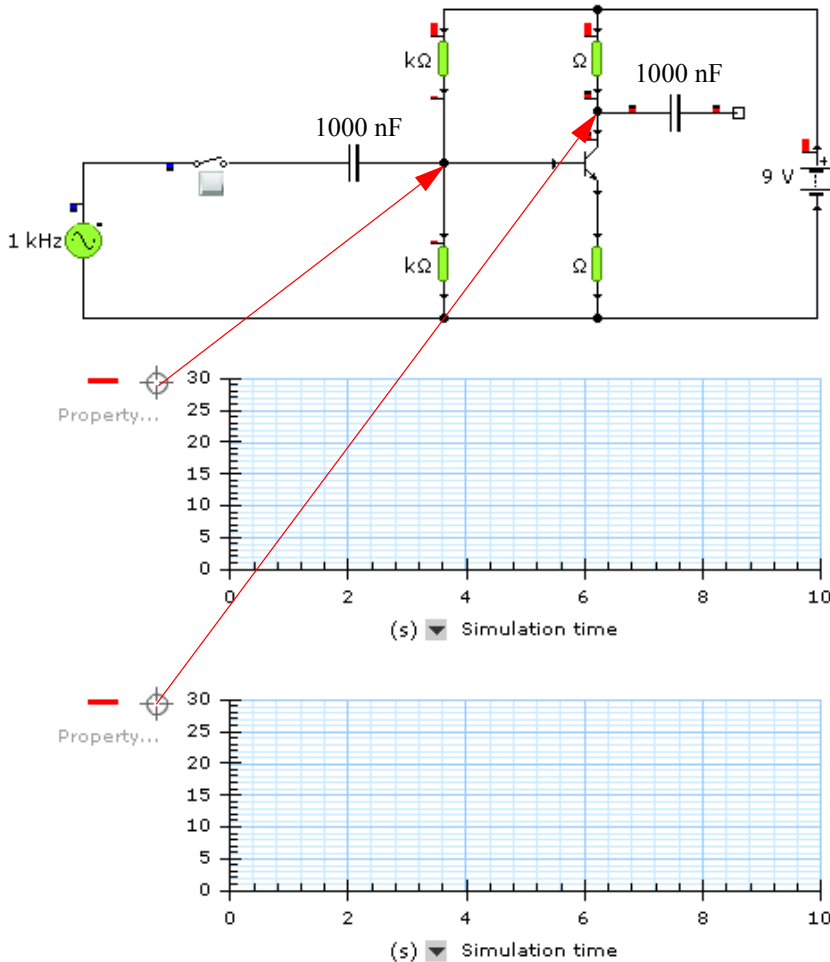 kΩ
Ω
1000 nF
1000 nF
9 V
+
1 kHz
kΩ
Ω
30
25
20
15
10
5
0
Property...
0 2 4 6 8 10
(s) Simulation time
30
25
20
15
10
5
0
Property...
0 2 4 6 8 10
(s) Simulation time